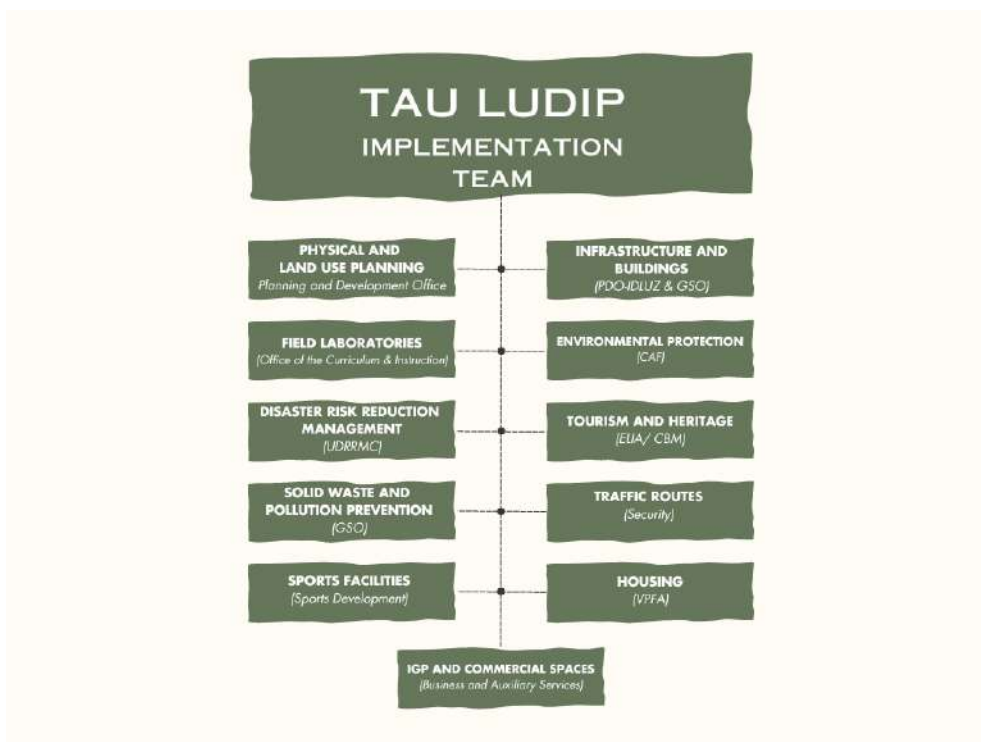 TAU LUDIP
IMPLEMENTATION
TEAM
PHYSICAL AND
LAND USE PLANNING
Planning and Development Office
INFRASTRUCTURE AND
BUILDINGS
(PDO-IDLUZ & GSO)
FIELD LABORATORIES
(Office of the Curriculum & Instruction)
ENVIRONMENTAL PROTECTION
(CAF)
DISASTER RISK REDUCTION
MANAGEMENT
(UDRRMC)
TOURISM AND HERITAGE
(EUA/ CBM)
SOLID WASTE AND
POLLUTION PREVENTION
(GSO)
TRAFFIC ROUTES
(Security)
SPORTS FACILITIES
(Sports Development)
HOUSING
(VPFA)
IGP AND COMMERCIAL SPACES
(Business and Auxiliary Services)